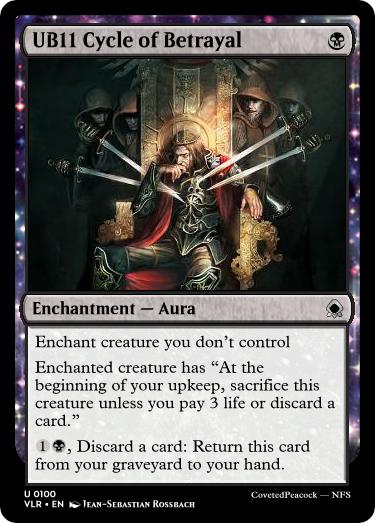 UB11 Cycle of Betrayal
Enchantment — Aura
Enchant creature you don't control
Enchanted creature has “At the
beginning of your upkeep, sacrifice this
creature unless you pay 3 life or discard a
card.”
1, Discard a card: Return this card
from your graveyard to your hand.
U 0100
VLR • EN Jean-Sebastian Rossbach
CovetedPeacock — NFS